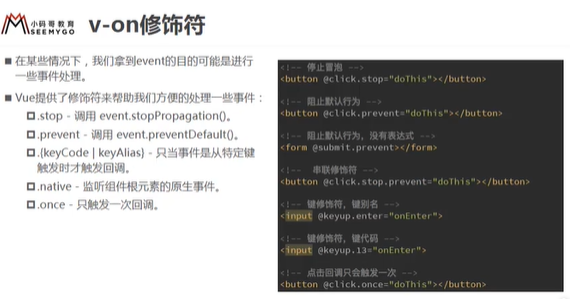 小码哥教育
SEEMYGO
v-on修饰符
■ 在某些情况下，我们拿到event的目的可能是进行
一些事件处理。
■ Vue提供了修饰符来帮助我们方便的处理一些事件：
.stop - 调用 event.stopPropagation()。
.prevent - 调用 event.preventDefault()。
.{keyCode | keyAlias} - 只当事件是从特定键
触发时才触发回调。
.native - 监听组件根元素的原生事件。
.once - 只触发一次回调。
<!-- 停止冒泡 -->
<button @click.stop="doThis"></button>
<!-- 阻止默认行为 -->
<button @click.prevent="doThis"></button>
<!-- 阻止默认行为，没有表达式 -->
<form @submit.prevent></form>
<!-- 串联修饰符 -->
<button @click.stop.prevent="doThis"></button>
<!-- 键修饰符，键别名 -->
<input @keyup.enter="onEnter">
<!-- 键修饰符，键代码 -->
<input @keyup.13="onEnter">
<!-- 点击回调只会触发一次 -->
<button @click.once="doThis"></button>